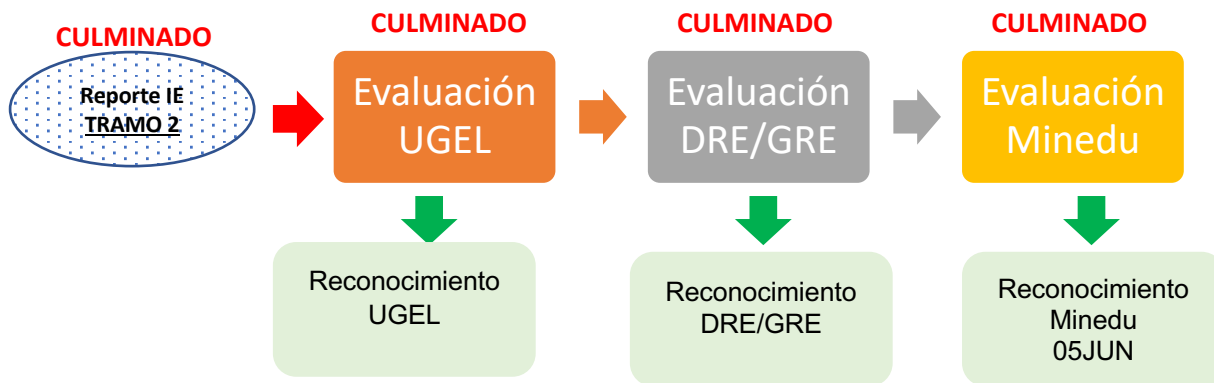 CULMINADO
Reporte IE
TRAMO 2
CULMINADO
Evaluación
UGEL
CULMINADO
Evaluación
DRE/GRE
CULMINADO
Evaluación
Minedu
Reconocimiento
UGEL
Reconocimiento
DRE/GRE
Reconocimiento
Minedu
05JUN